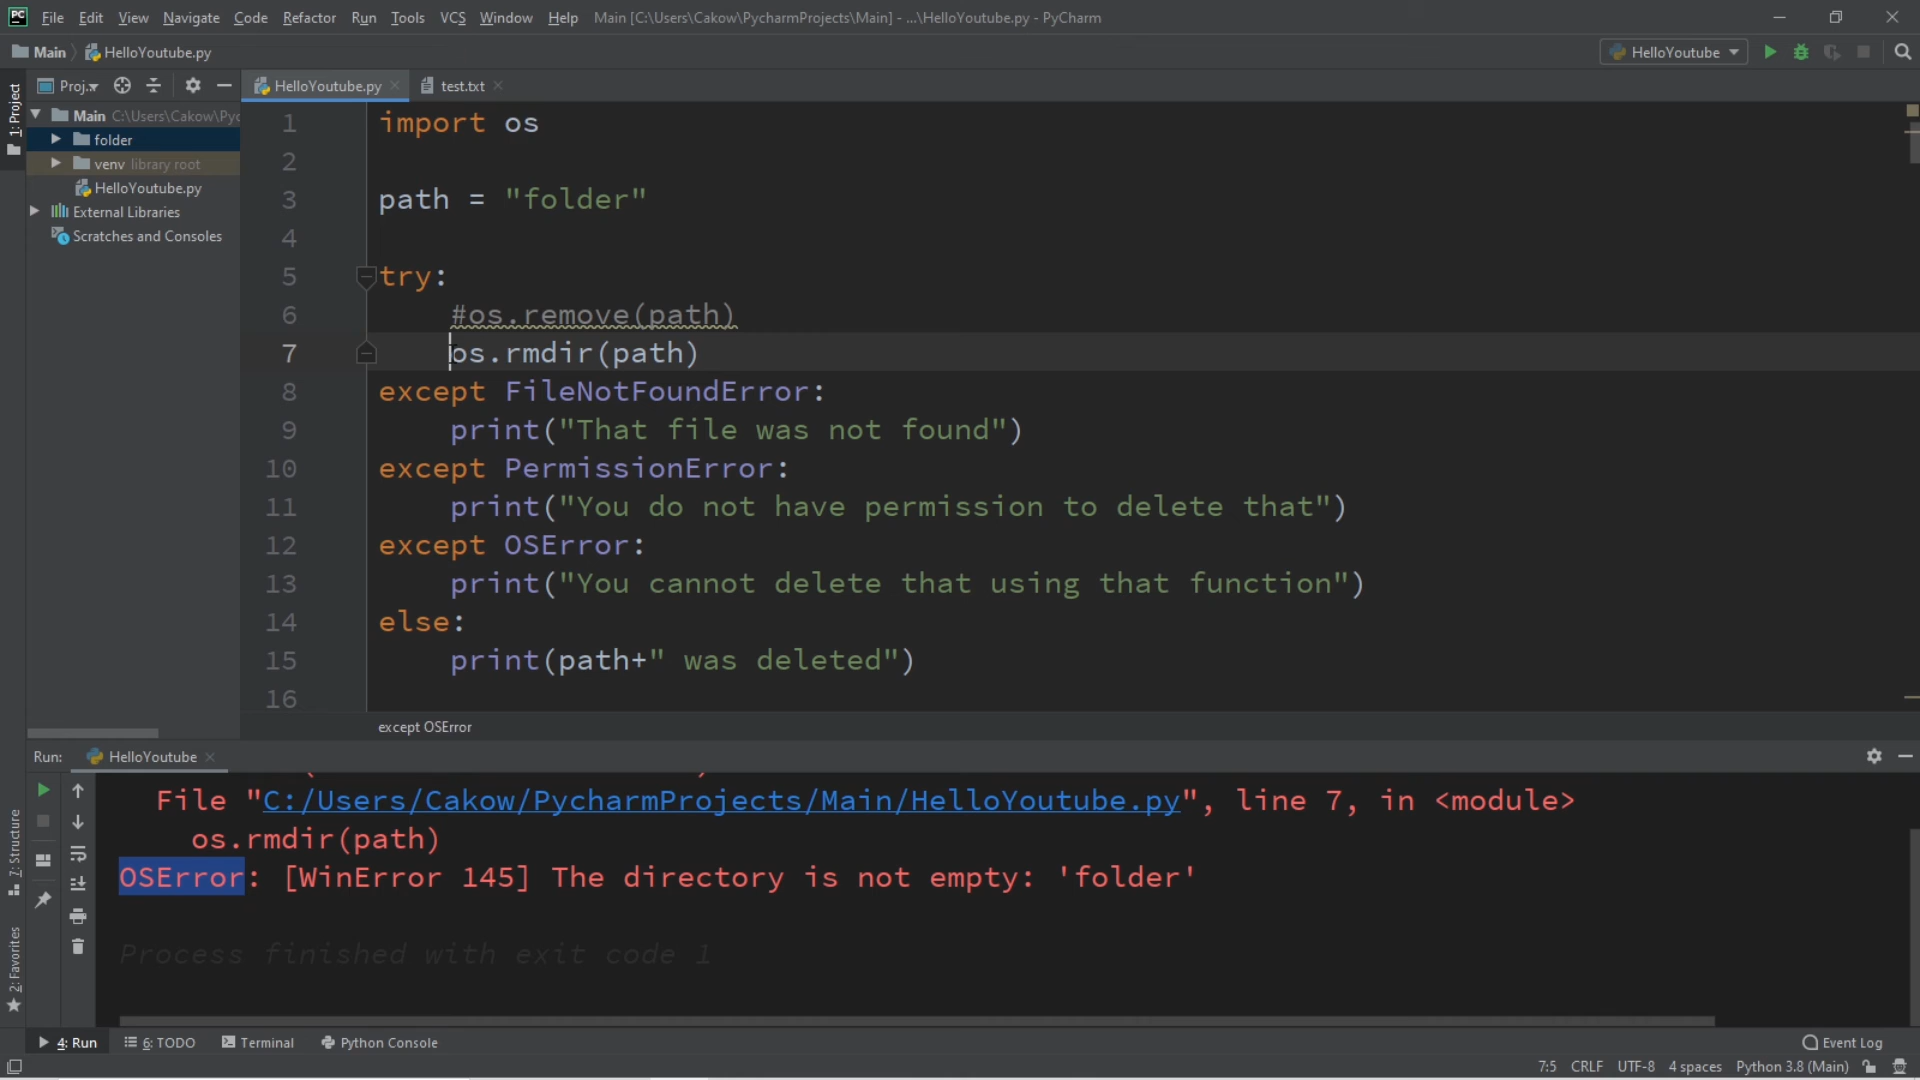 PC File Edit View Navigate Code Refactor Run Tools VCS Window Help Main [C:\Users\Cakow\PycharmProjects\Main] - ...\HelloYoutube.py - PyCharm
Main HelloYoutube.py HelloYoutube
Proj.. HelloYoutube.py test.txt
1: Project
Main C:\Users\Cakow\Pyc
folder
venv library root
HelloYoutube.py
External Libraries
Scratches and Consoles
1 import os
2
3 path = "folder"
4
5 try:
6 #os.remove(path)
7 os.rmdir(path)
8 except FileNotFoundError:
9 print("That file was not found")
10 except PermissionError:
11 print("You do not have permission to delete that")
12 except OSError:
13 print("You cannot delete that using that function")
14 else:
15 print(path+" was deleted")
16
except OSError
Run: HelloYoutube
File "C:/Users/Cakow/PycharmProjects/Main/HelloYoutube.py", line 7, in <module>
os.rmdir(path)
OSError: [WinError 145] The directory is not empty: 'folder'
Process finished with exit code 1
7: Structure
2: Favorites
4: Run 6: TODO Terminal Python Console Event Log
7:5 CRLF UTF-8 4 spaces Python 3.8 (Main)